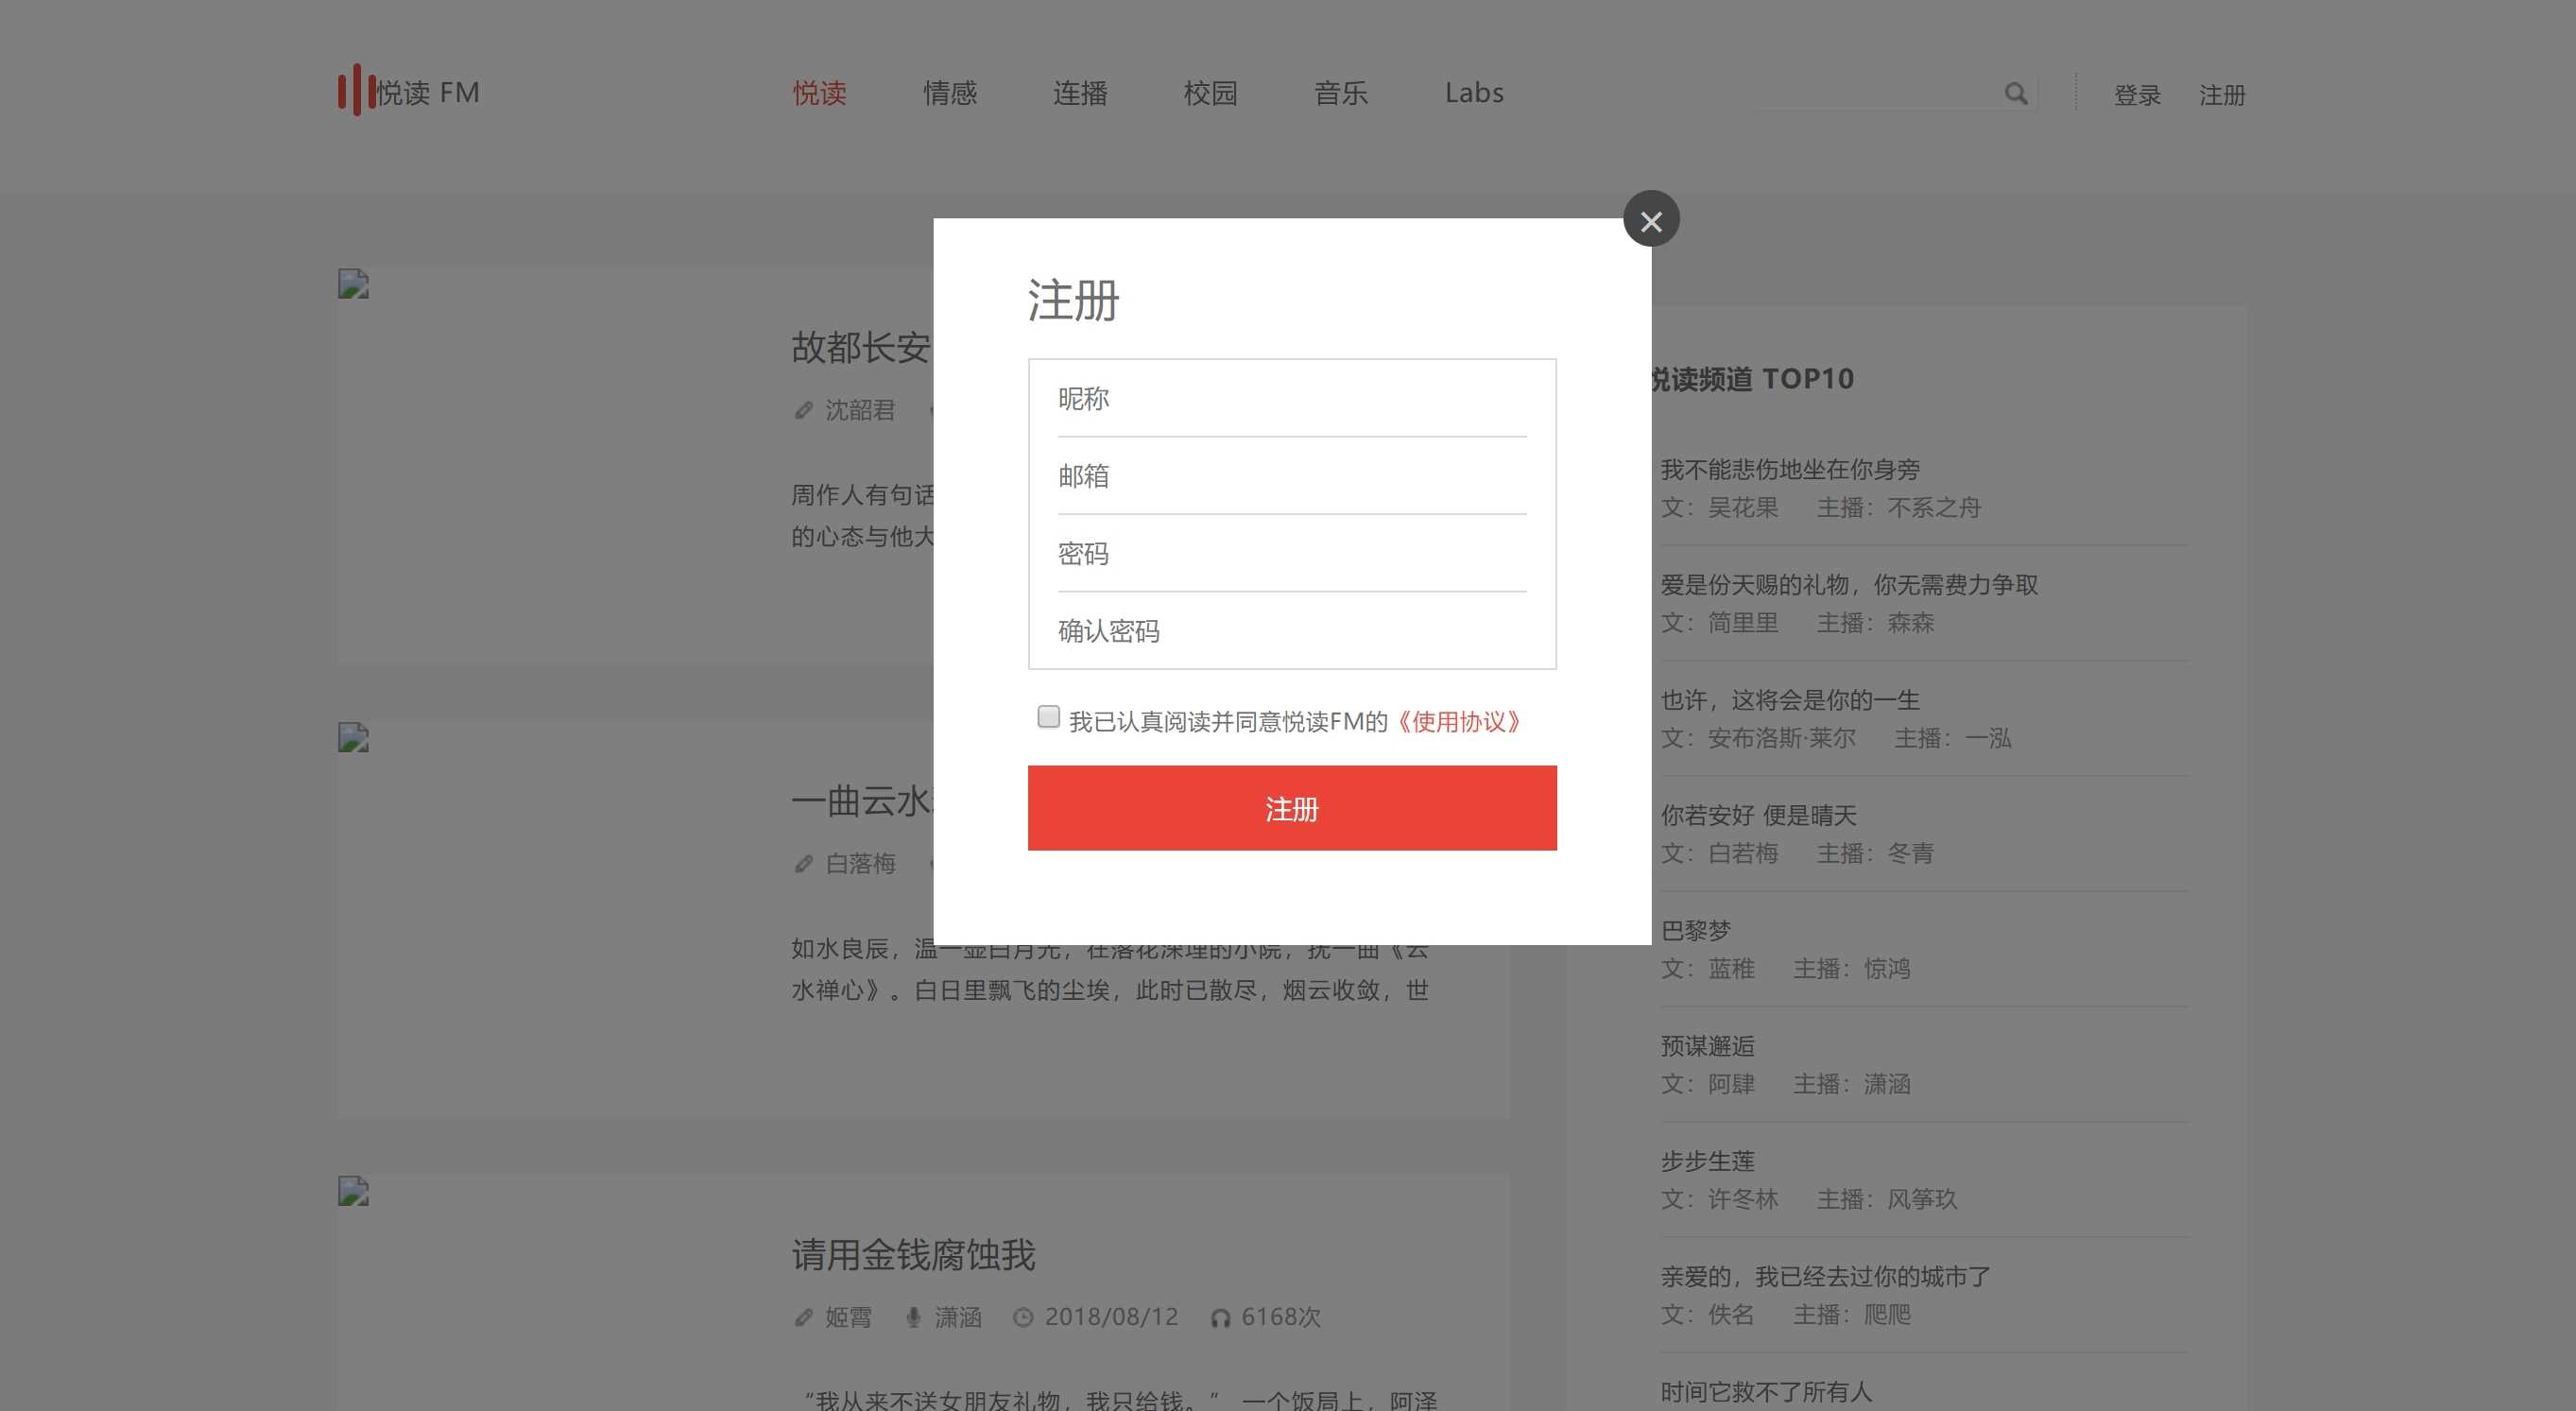 悦读 FM
悦读 情感 连播 校园 音乐 Labs
登录 注册
注册
昵称
邮箱
密码
确认密码
我已认真阅读并同意悦读FM的《使用协议》
注册
故都长安
沈韶君
周作人有句话
的心态与他大
一曲云水
白落梅
如水良辰，温一壶白月光，在落花深埋的小院，抚一曲《云
水禅心》。白日里飘飞的尘埃，此时已散尽，烟云收敛，世
请用金钱腐蚀我
姬霄 潇涵 2018/08/12 6168次
“我从来不送女朋友礼物，我只给钱。” 一个饭局上，阿泽
悦读频道 TOP10
我不能悲伤地坐在你身旁
文：吴花果 主播：不系之舟
爱是份天赐的礼物，你无需费力争取
文：简里里 主播：森森
也许，这将会是你的一生
文：安布洛斯·莱尔 主播：一泓
你若安好 便是晴天
文：白若梅 主播：冬青
巴黎梦
文：蓝稚 主播：惊鸿
预谋邂逅
文：阿肆 主播：潇涵
步步生莲
文：许冬林 主播：风筝玖
亲爱的，我已经去过你的城市了
文：佚名 主播：爬爬
时间它救不了所有人